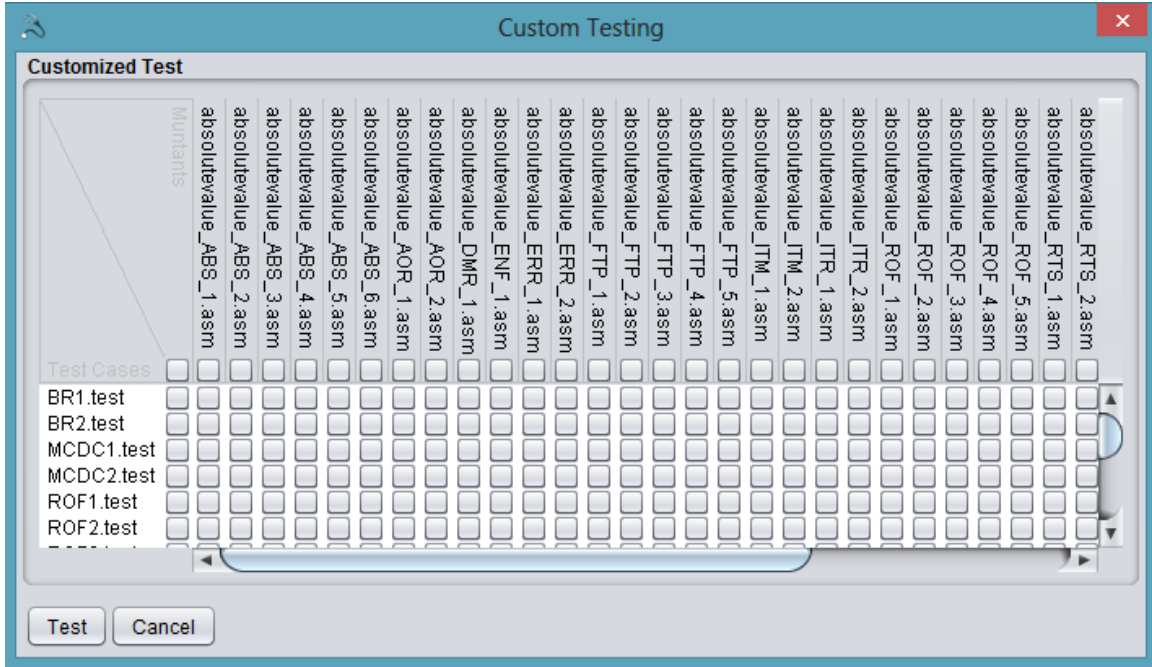 Custom Testing
Customized Test
Muntants
absolutevalue_ABS_1.asm
absolutevalue_ABS_2.asm
absolutevalue_ABS_3.asm
absolutevalue_ABS_4.asm
absolutevalue_ABS_5.asm
absolutevalue_ABS_6.asm
absolutevalue_AOR_1.asm
absolutevalue_AOR_2.asm
absolutevalue_DMR_1.asm
absolutevalue_ENF_1.asm
absolutevalue_ERR_1.asm
absolutevalue_ERR_2.asm
absolutevalue_FTP_1.asm
absolutevalue_FTP_2.asm
absolutevalue_FTP_3.asm
absolutevalue_FTP_4.asm
absolutevalue_FTP_5.asm
absolutevalue_ITM_1.asm
absolutevalue_ITM_2.asm
absolutevalue_ITR_1.asm
absolutevalue_ITR_2.asm
absolutevalue_ROF_1.asm
absolutevalue_ROF_2.asm
absolutevalue_ROF_3.asm
absolutevalue_ROF_4.asm
absolutevalue_ROF_5.asm
absolutevalue_RTS_1.asm
absolutevalue_RTS_2.asm
Test Cases
BR1.test
BR2.test
MCDC1.test
MCDC2.test
ROF1.test
ROF2.test
Test
Cancel